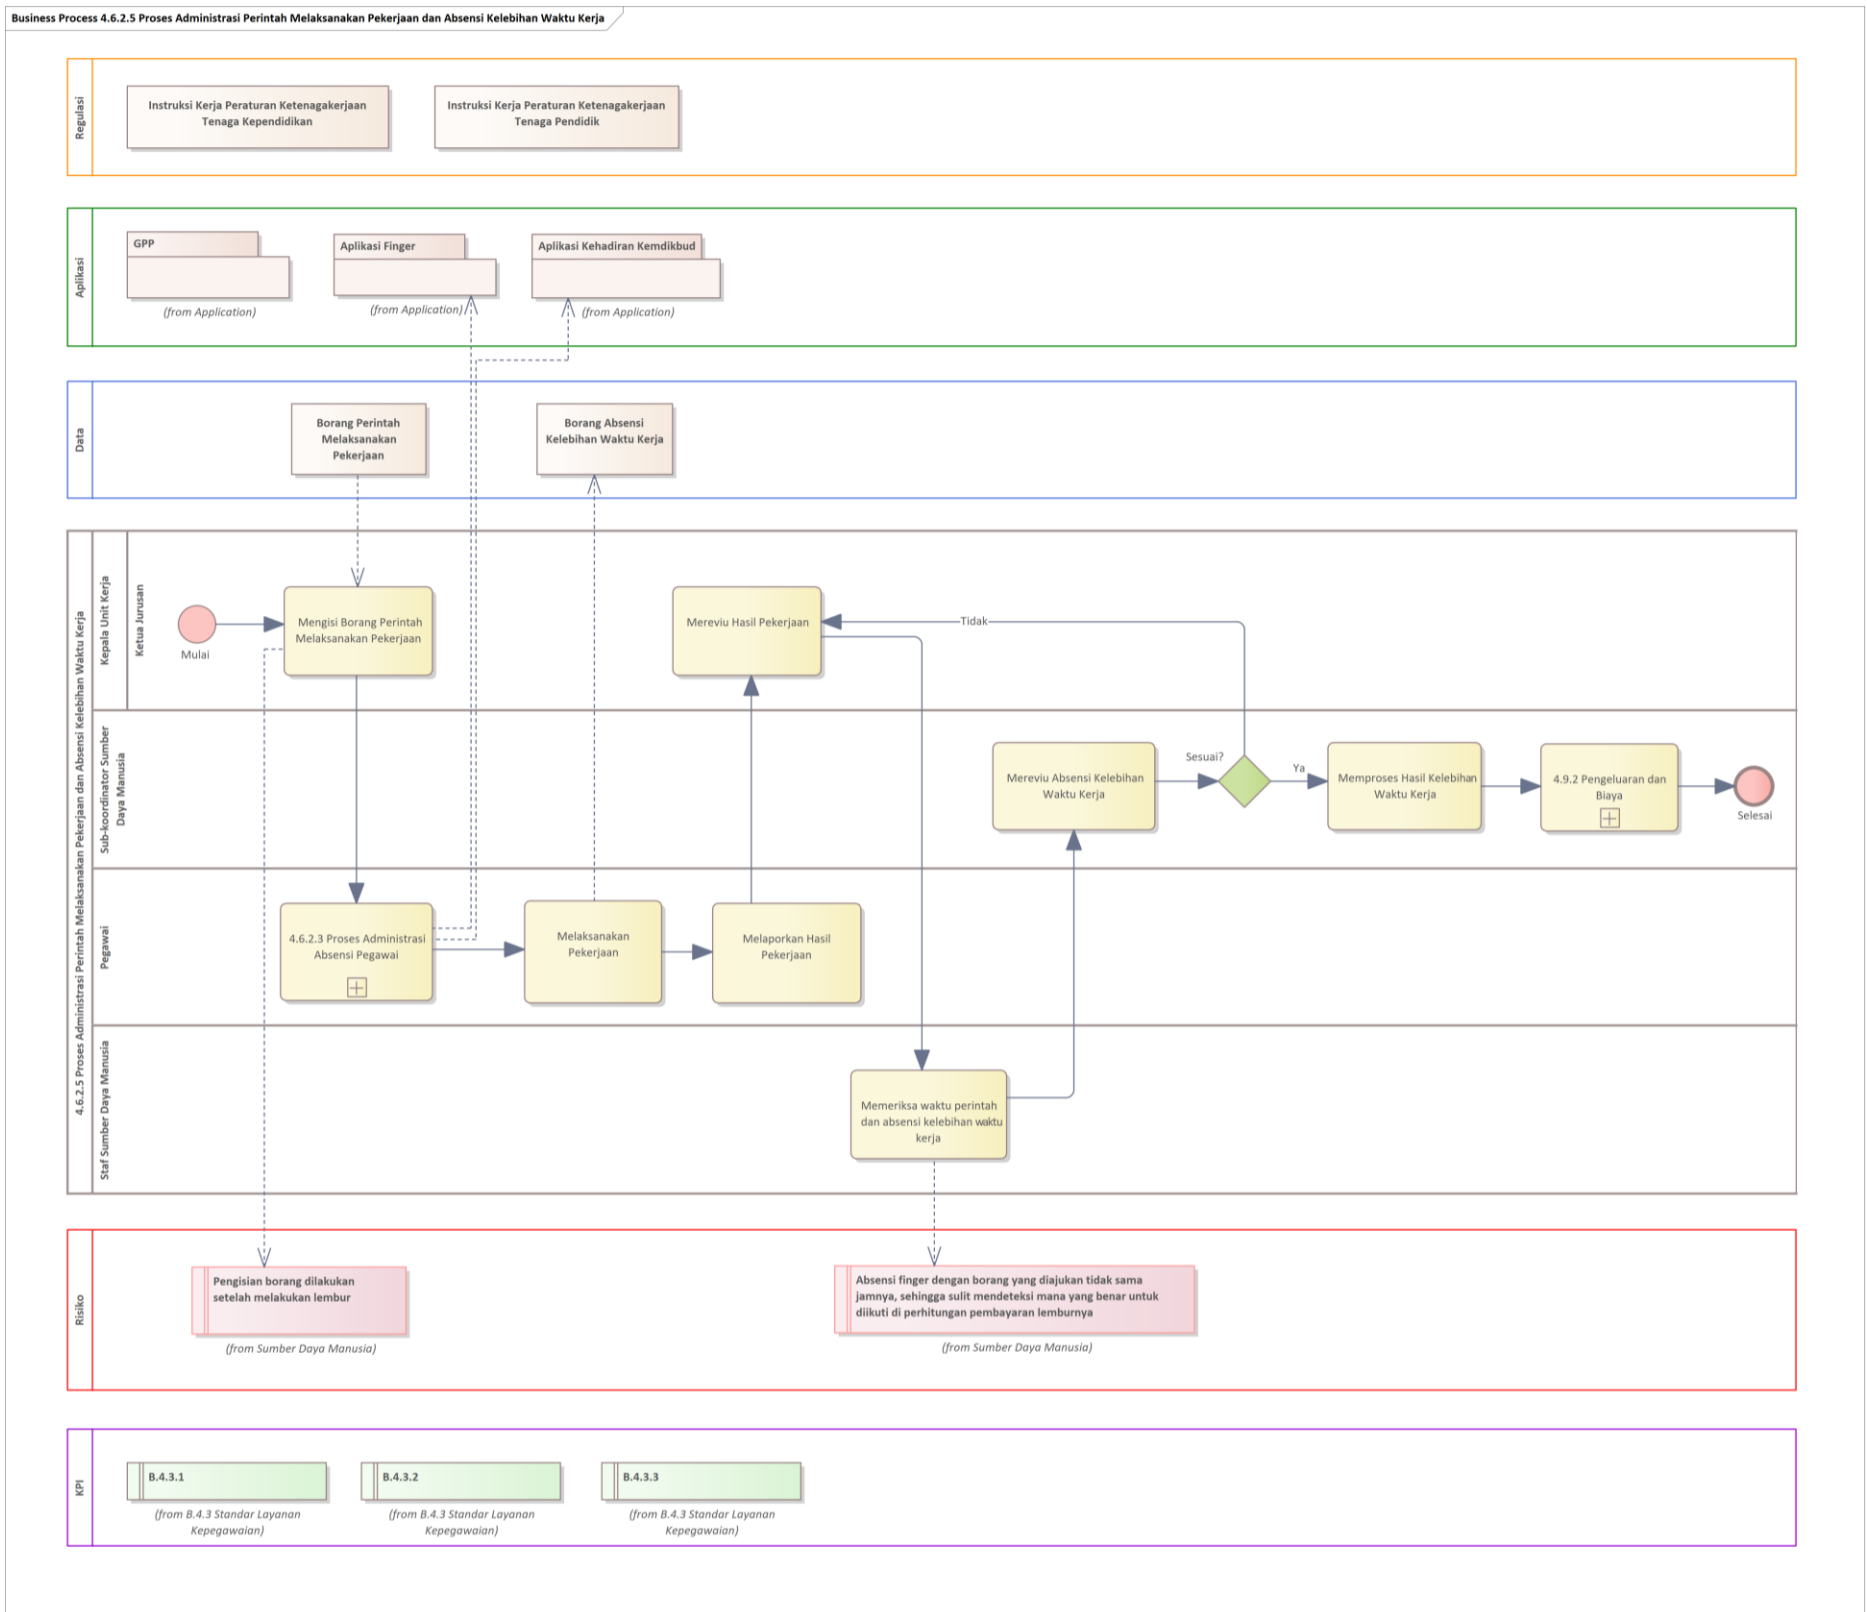 Business Process 4.6.2.5 Proses Administrasi Perintah Melaksanakan Pekerjaan dan Absensi Kelebihan Waktu Kerja
Regulasi
Instruksi Kerja Peraturan Ketenagakerjaan
Tenaga Kependidikan
Instruksi Kerja Peraturan Ketenagakerjaan
Tenaga Pendidik
Aplikasi
GPP
(from Application)
Aplikasi Finger
(from Application)
Aplikasi Kehadiran Kemdikbud
(from Application)
Data
Borang Perintah
Melaksanakan
Pekerjaan
Borang Absensi
Kelebihan Waktu Kerja
4.6.2.5 Proses Administrasi Perintah Melaksanakan Pekerjaan dan Absensi Kelebihan Waktu Kerja
Kepala Unit Kerja
Ketua Jurusan
Mulai
Mengisi Borang Perintah
Melaksanakan Pekerjaan
Mereviu Hasil Pekerjaan
Tidak
Sub-koordinator Sumber
Daya Manusia
Mereviu Absensi Kelebihan
Waktu Kerja
Sesuai?
Ya
Memproses Hasil Kelebihan
Waktu Kerja
4.9.2 Pengeluaran dan
Biaya
Selesai
Pegawai
4.6.2.3 Proses Administrasi
Absensi Pegawai
Melaksanakan
Pekerjaan
Melaporkan Hasil
Pekerjaan
Staf Sumber Daya Manusia
Memeriksa waktu perintah
dan absensi kelebihan waktu
kerja
Risiko
Pengisian borang dilakukan
setelah melakukan lembur
(from Sumber Daya Manusia)
Absensi finger dengan borang yang diajukan tidak sama
jamnya, sehingga sulit mendeteksi mana yang benar untuk
diikuti di perhitungan pembayaran lemburnya
(from Sumber Daya Manusia)
KPI
B.4.3.1
(from B.4.3 Standar Layanan
Kepegawaian)
B.4.3.2
(from B.4.3 Standar Layanan
Kepegawaian)
B.4.3.3
(from B.4.3 Standar Layanan
Kepegawaian)